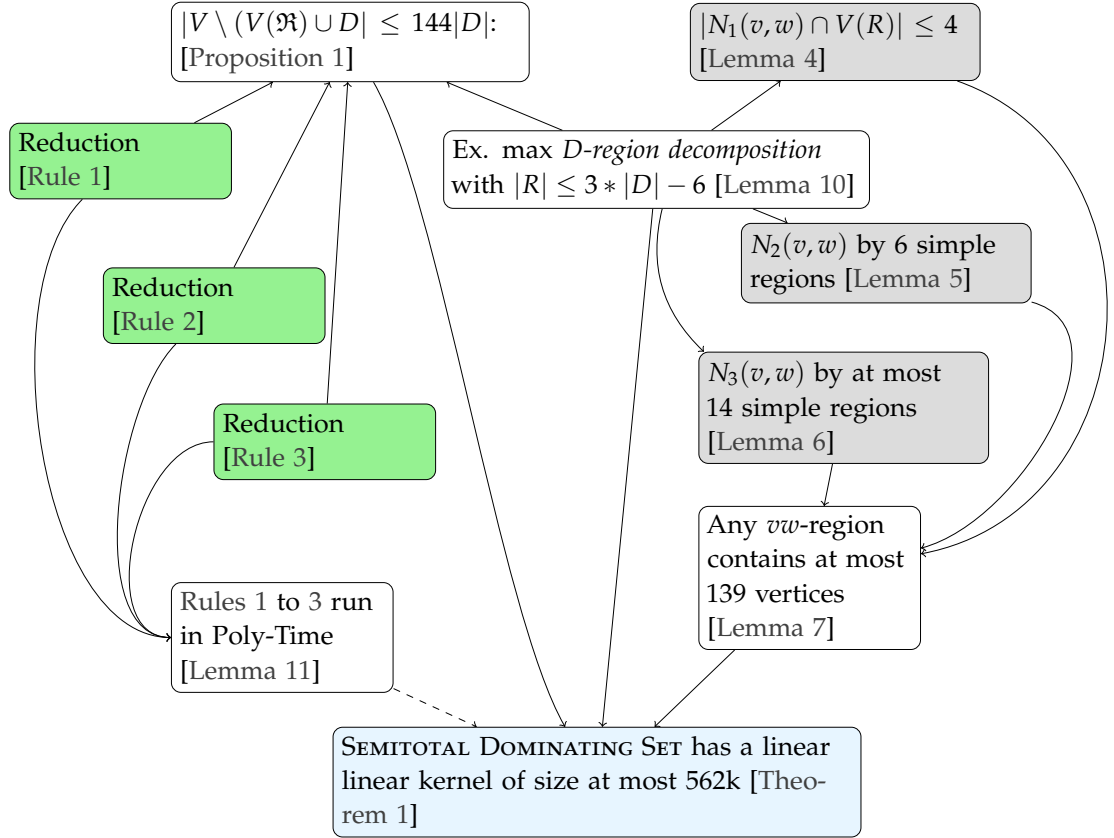 |V \ (V(ℜ) ∪ D| ≤ 144|D|:
[Proposition 1]
|N₁(v, w) ∩ V(R)| ≤ 4
[Lemma 4]
Reduction
[Rule 1]
Ex. max D-region decomposition
with |R| ≤ 3 ∗ |D| − 6 [Lemma 10]
N₂(v, w) by 6 simple
regions [Lemma 5]
Reduction
[Rule 2]
N₃(v, w) by at most
14 simple regions
[Lemma 6]
Reduction
[Rule 3]
Any vw-region
contains at most
139 vertices
[Lemma 7]
Rules 1 to 3 run
in Poly-Time
[Lemma 11]
Semitotal Dominating Set has a linear
linear kernel of size at most 562k [Theo-
rem 1]